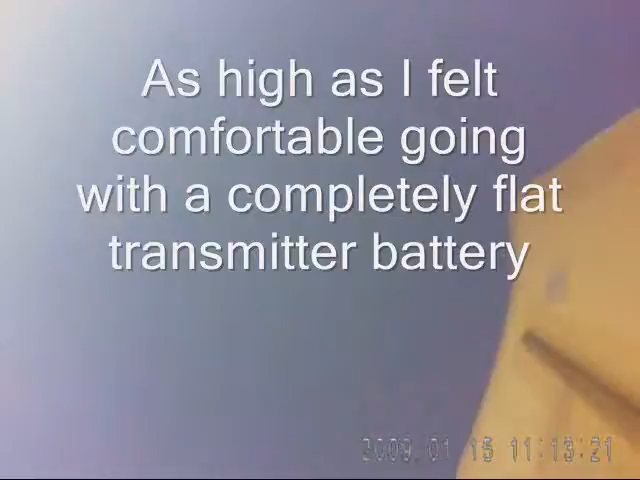 As high as I felt
comfortable going
with a completely flat
transmitter battery
2009.01.15 11:13:21